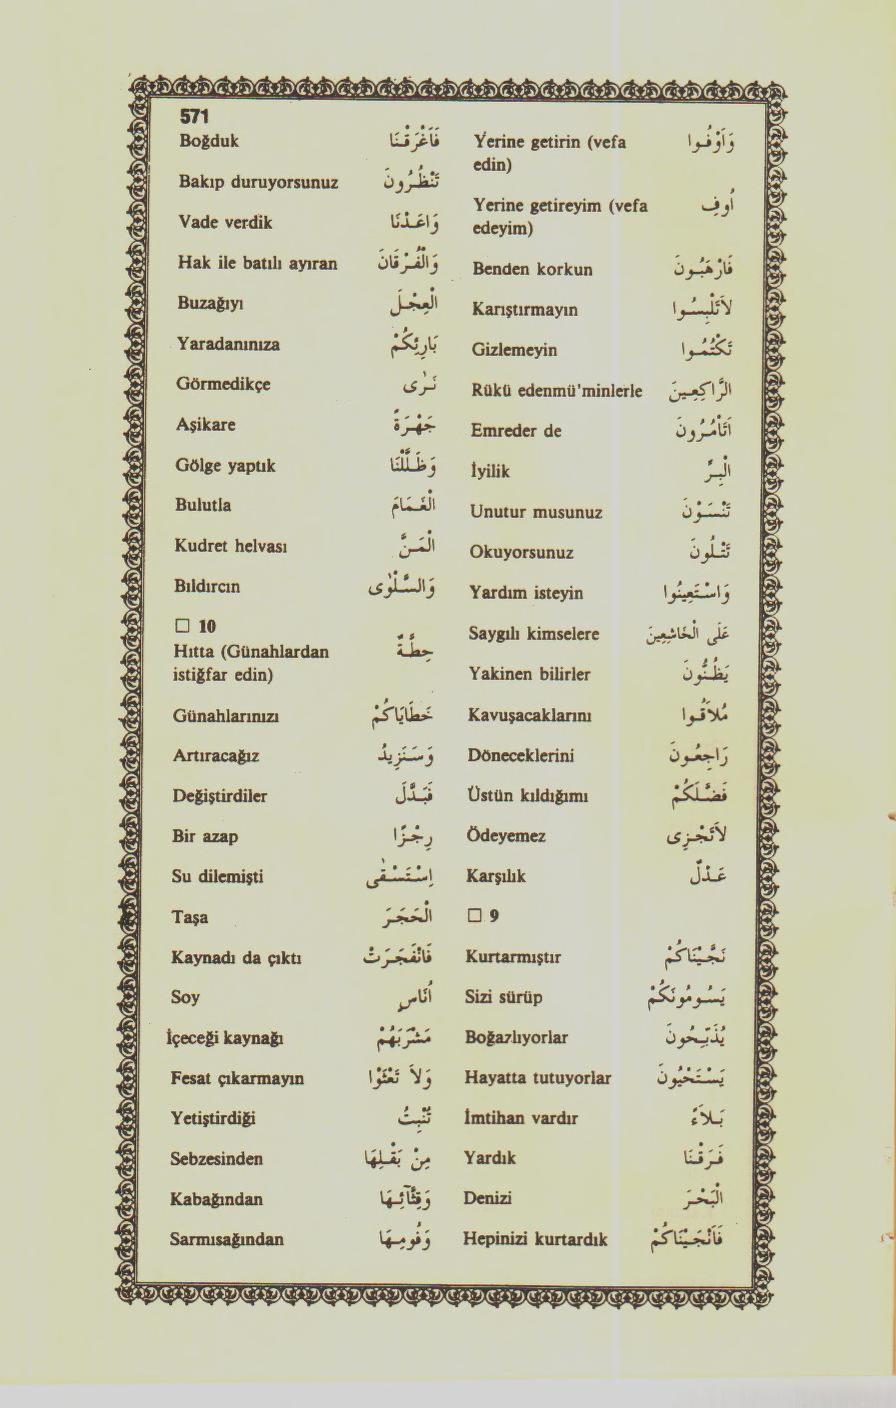 571
Yerine getirin (vefa وَاَوْفُوا
edin)
Yerine getireyim (vefa اُوفِ
edeyim)
Benden korkun فَارْهَبُونَ
Karıştırmayın لَاتَلْبِسُوا
Gizlemeyin تَكْتُمُوا
Rükû edenmü'minlerle الرَّاكِعِينَ
Emreder de اَتَأْمُرُونَ
İyilik الْبِرِّ
Unutur musunuz تَنْسَوْنَ
Okuyorsunuz تَتْلُونَ
Yardım isteyin وَاسْتَعِينُوا
Saygılı kimselere عَلَى الْخَاشِعِينَ
Yakinen bilirler يَظُنُّونَ
Kavuşacaklarını مُلَاقُوا
Döneceklerini رَاجِعُونَ
Üstün kıldığımı فَضَّلْكُمْ
Ödeyemez لَاتَجْزِى
Karşılık عَدْلٌ
☐ 9
Kurtarmıştır نَجَّيْنَاكُمْ
Sizi sürüp يَسُومُونَكُمْ
Boğazlıyorlar يُذَبِّحُونَ
Hayatta tutuyorlar يَسْتَحْيُونَ
İmtihan vardır بَلَاءٌ
Yardık فَرَقْنَا
Denizi الْبَحْرَ
Hepinizi kurtardık فَاَنْجَيْنَاكُمْ
Boğduk فَاَغْرَقْنَا
Bakıp duruyorsunuz تَنْظُرُونَ
Vade verdik وَاعَدْنَا
Hak ile batılı ayıran وَالْفُرْقَانَ
Buzağıyı الْعِجْلَ
Yaradanınıza بَارِئِكُمْ
Görmedikçe نَرٰى
Aşikare جَهْرَةً
Gölge yaptık وَظَلَّلْنَا
Bulutla الْغَمَامَ
Kudret helvası الْمَنَّ
Bıldırcın وَالسَّلْوٰى
☐ 10
Hıtta (Günahlardan حِطَّةٌ
istiğfar edin)
Günahlarınızı خَطَايَاكُمْ
Artıracağız وَسَنَزِيدُ
Değiştirdiler فَبَدَّلَ
Bir azap رِجْزًا
Su dilemişti اِسْتَسْقٰى
Taşa الْحَجَرَ
Kaynadı da çıktı فَانْفَجَرَتْ
Soy اُنَاسٍ
İçeceği kaynağı مَشْرَبَهُمْ
Fesat çıkarmayın وَلَا تَعْثَوْا
Yetiştirdiği تُنْبِتُ
Sebzesinden مِنْ بَقْلِهَا
Kabağından وَقِثَّائِهَا
Sarmısağından وَفُومِهَا